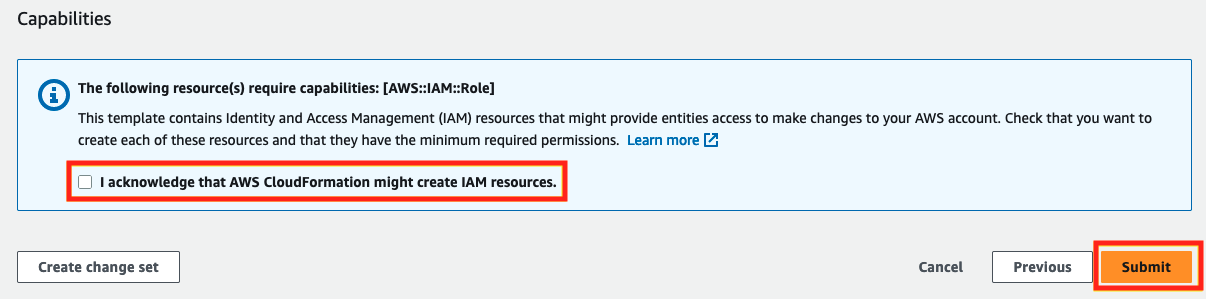 Capabilities
The following resource(s) require capabilities: [AWS::IAM::Role]
This template contains Identity and Access Management (IAM) resources that might provide entities access to make changes to your AWS account. Check that you want to
create each of these resources and that they have the minimum required permissions. Learn more
I acknowledge that AWS CloudFormation might create IAM resources.
Create change set Cancel Previous Submit